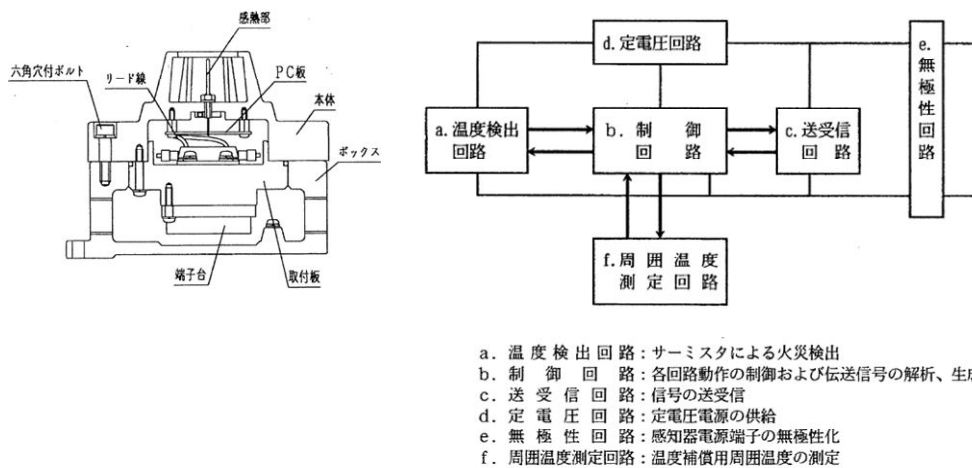 感熱部
六角穴付ボルト
リード線
PC板
本体
ボックス
端子台
取付板
d. 定電圧回路
a. 温度検出
回路
b. 制御
回路
c. 送受信
回路
e. 無極性回路
f. 周囲温度
測定回路
a. 温度検出回路：サーミスタによる火災検出
b. 制御回路：各回路動作の制御および伝送信号の解析、生成
c. 送受信回路：信号の送受信
d. 定電圧回路：定電圧電源の供給
e. 無極性回路：感知器電源端子の無極性化
f. 周囲温度測定回路：温度補償用周囲温度の測定